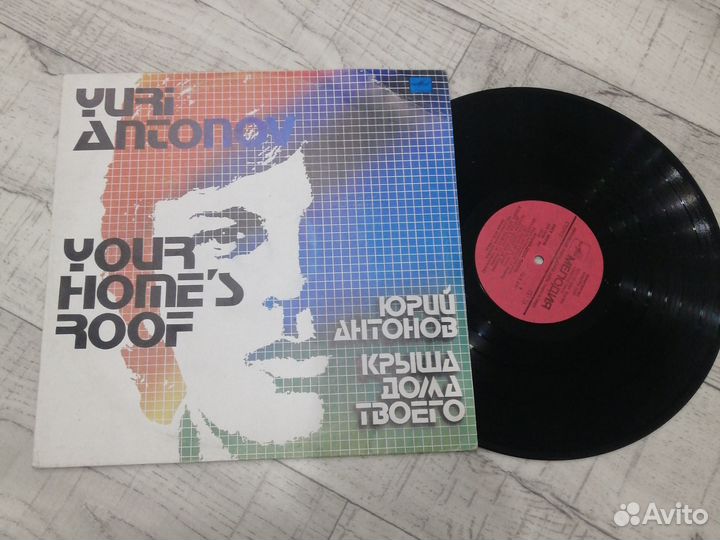 YURI
ANTONOV
YOUR
HOME'S
ROOF
ЮРИЙ
АНТОНОВ
КРЫША
ДОМА
ТВОЕГО
МЕЛОДИЯ
Avito